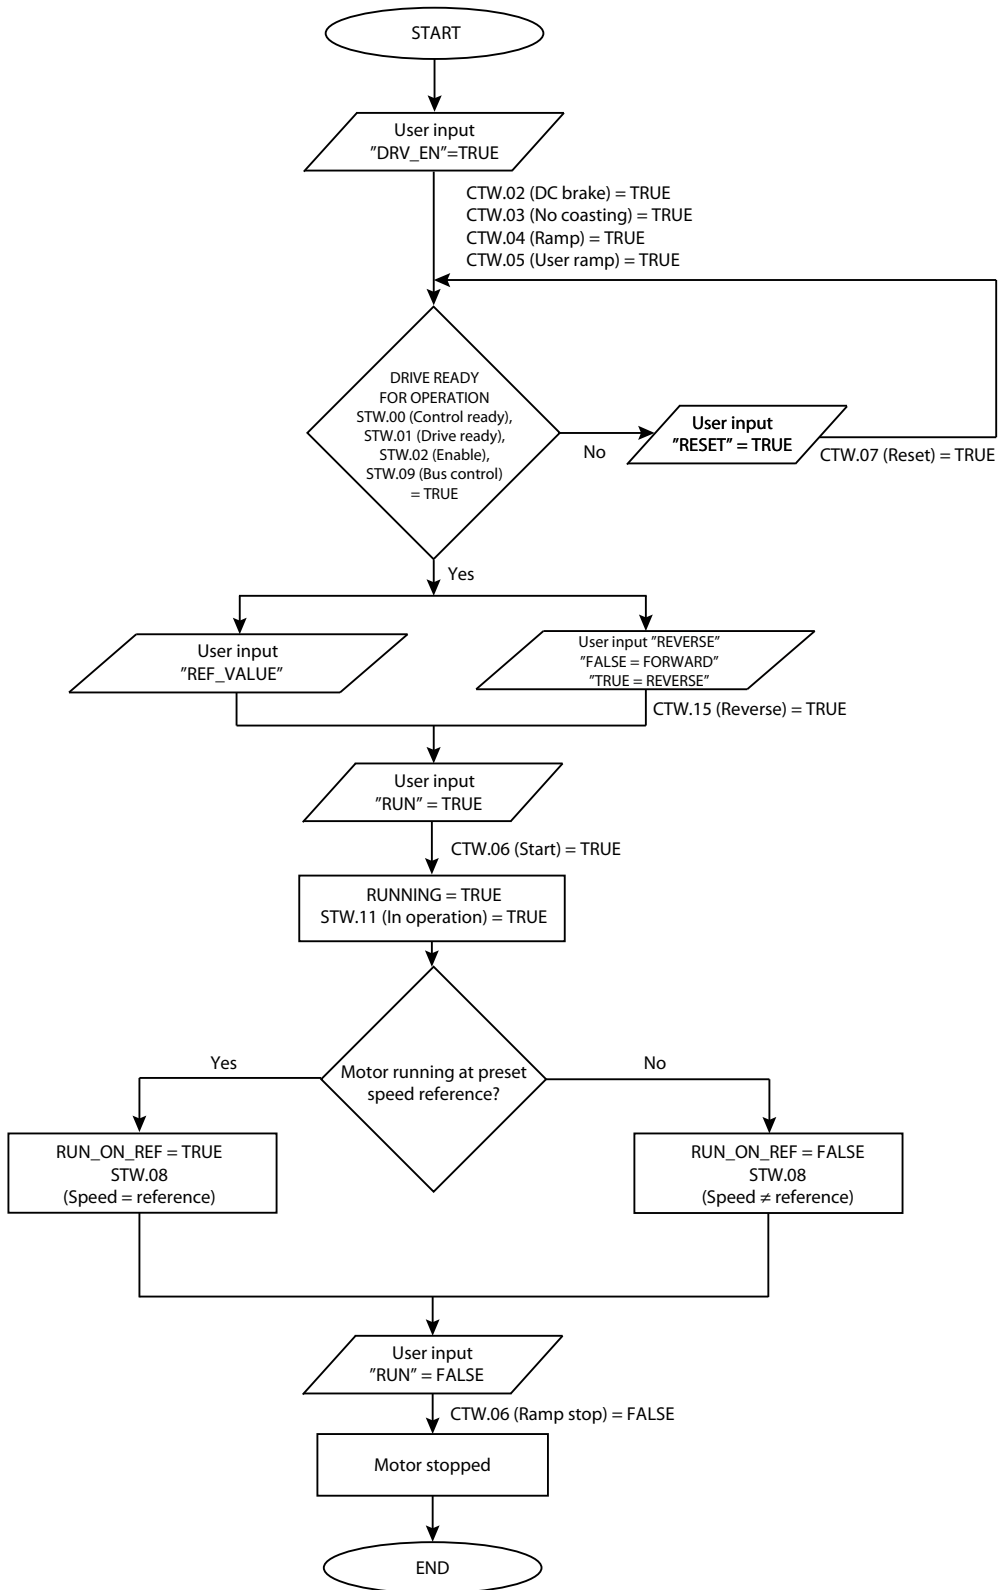 START
User input
"DRV_EN"=TRUE
CTW.02 (DC brake) = TRUE
CTW.03 (No coasting) = TRUE
CTW.04 (Ramp) = TRUE
CTW.05 (User ramp) = TRUE
DRIVE READY
FOR OPERATION
STW.00 (Control ready),
STW.01 (Drive ready),
STW.02 (Enable),
STW.09 (Bus control)
= TRUE
No
User input
"RESET" = TRUE
CTW.07 (Reset) = TRUE
Yes
User input
"REF_VALUE"
User input "REVERSE"
"FALSE = FORWARD"
"TRUE = REVERSE"
CTW.15 (Reverse) = TRUE
User input
"RUN" = TRUE
CTW.06 (Start) = TRUE
RUNNING = TRUE
STW.11 (In operation) = TRUE
Motor running at preset
speed reference?
Yes
No
RUN_ON_REF = TRUE
STW.08
(Speed = reference)
RUN_ON_REF = FALSE
STW.08
(Speed ≠ reference)
User input
"RUN" = FALSE
CTW.06 (Ramp stop) = FALSE
Motor stopped
END